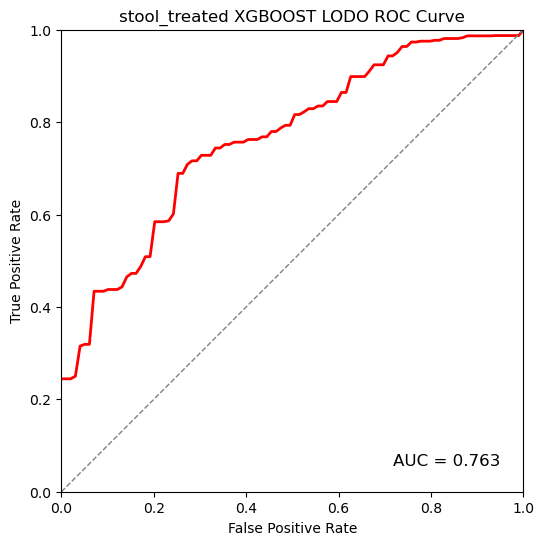 stool_treated XGBOOST LODO ROC Curve
1.0
0.8
0.6
0.4
0.2
0.0
True Positive Rate
AUC = 0.763
0.0 0.2 0.4 0.6 0.8 1.0
False Positive Rate